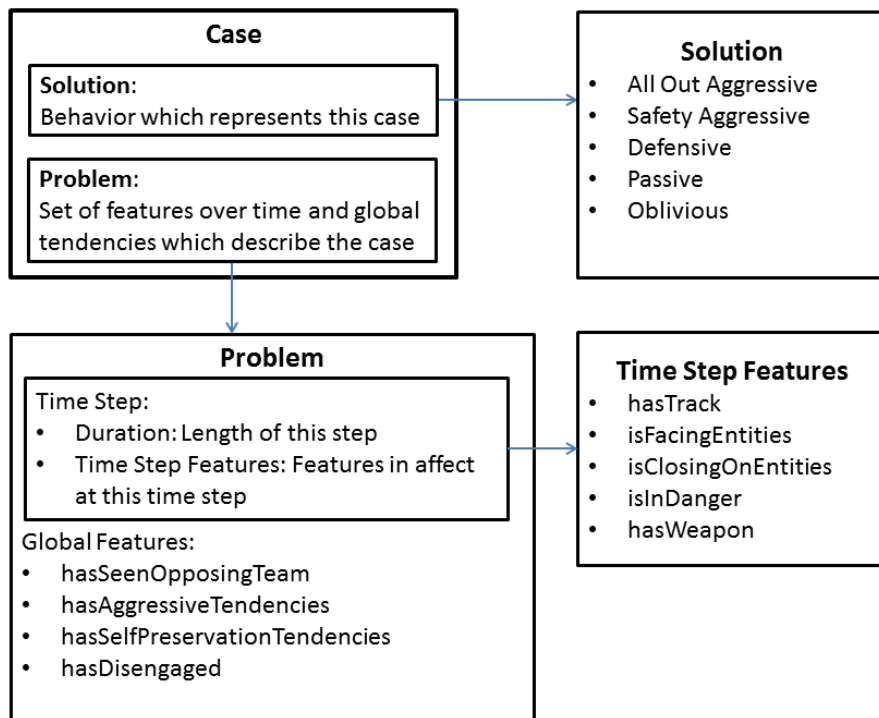 Case
Solution:
Behavior which represents this case
Problem:
Set of features over time and global
tendencies which describe the case
Solution
• All Out Aggressive
• Safety Aggressive
• Defensive
• Passive
• Oblivious
Problem
Time Step:
• Duration: Length of this step
• Time Step Features: Features in affect
at this time step
Global Features:
• hasSeenOpposingTeam
• hasAggressiveTendencies
• hasSelfPreservationTendencies
• hasDisengaged
Time Step Features
• hasTrack
• isFacingEntities
• isClosingOnEntities
• isInDanger
• hasWeapon